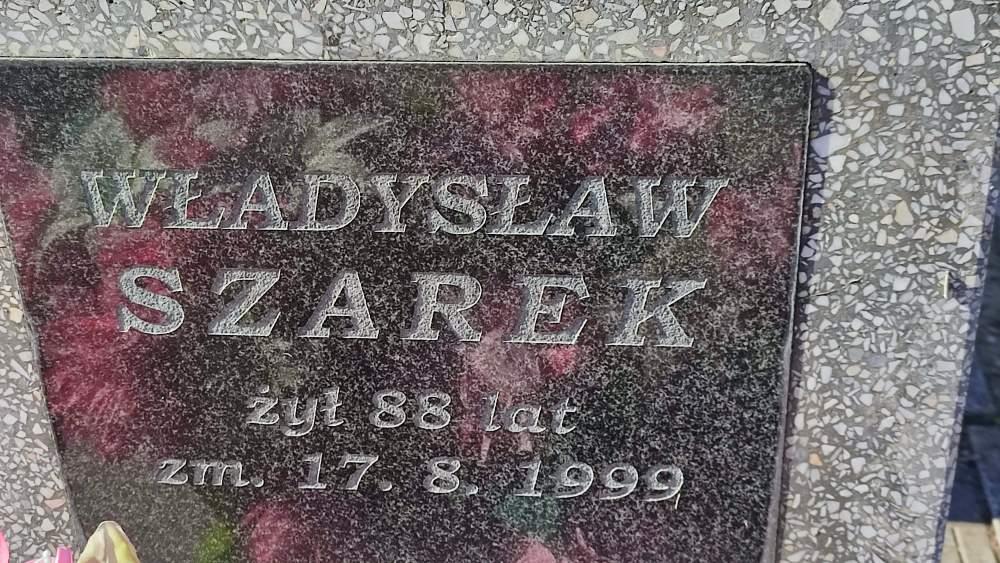 WŁADYSŁAW
SZAREK
żył 88 lat
zm. 17. 8. 1999